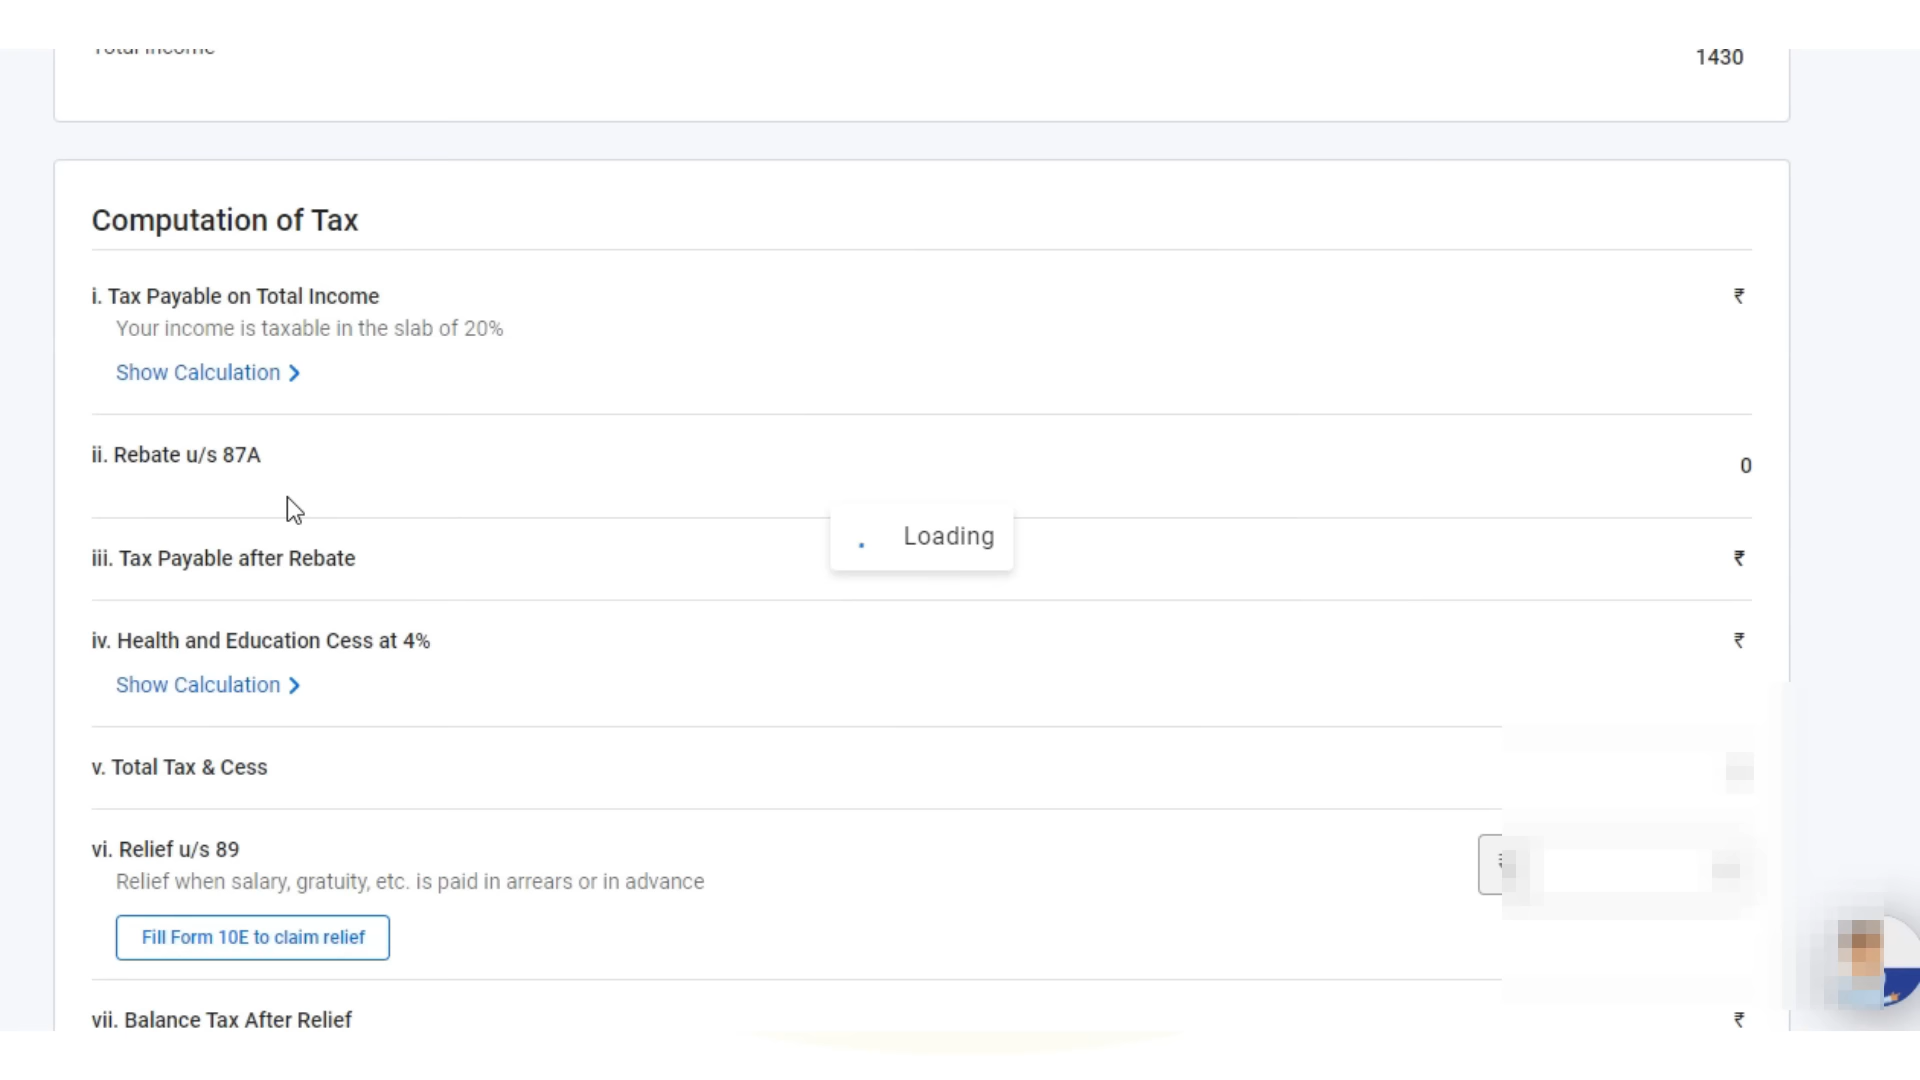 Total Income
1430
Computation of Tax
i. Tax Payable on Total Income
₹
Your income is taxable in the slab of 20%
Show Calculation
ii. Rebate u/s 87A
0
Loading
iii. Tax Payable after Rebate
₹
iv. Health and Education Cess at 4%
₹
Show Calculation
v. Total Tax & Cess
vi. Relief u/s 89
Relief when salary, gratuity, etc. is paid in arrears or in advance
Fill Form 10E to claim relief
vii. Balance Tax After Relief
₹